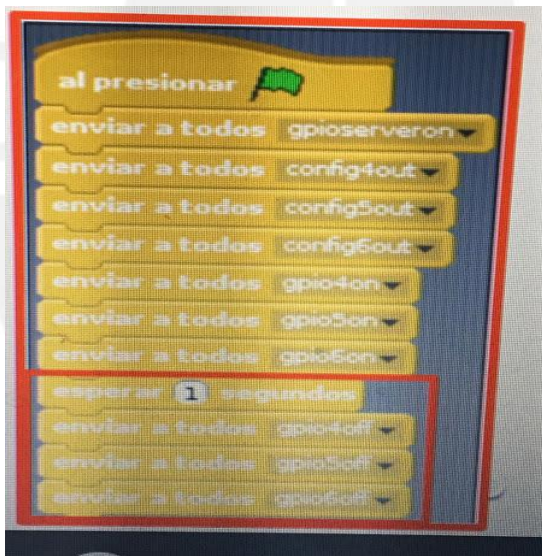 al presionar
enviar a todos gpioserveron
enviar a todos config4out
enviar a todos config5out
enviar a todos config6out
enviar a todos gpio4on
enviar a todos gpio5on
enviar a todos gpio6on
esperar 1 segundos
enviar a todos gpio4off
enviar a todos gpio5off
enviar a todos gpio6off